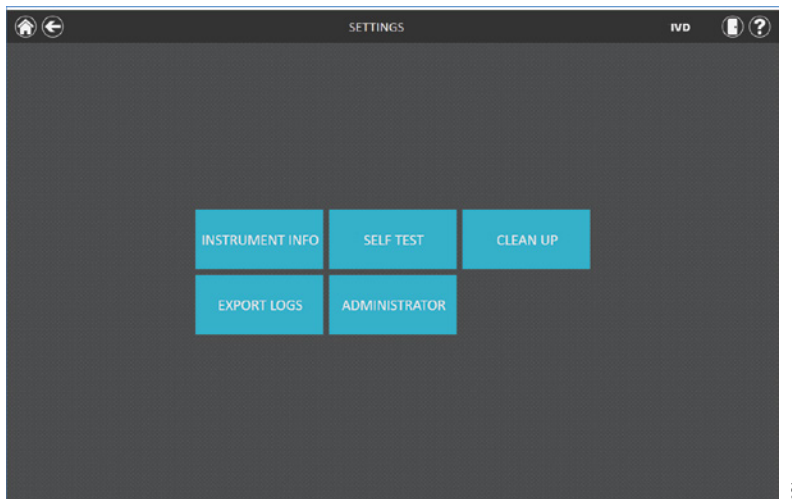 SETTINGS IVD ?
INSTRUMENT INFO SELF TEST CLEAN UP
EXPORT LOGS ADMINISTRATOR